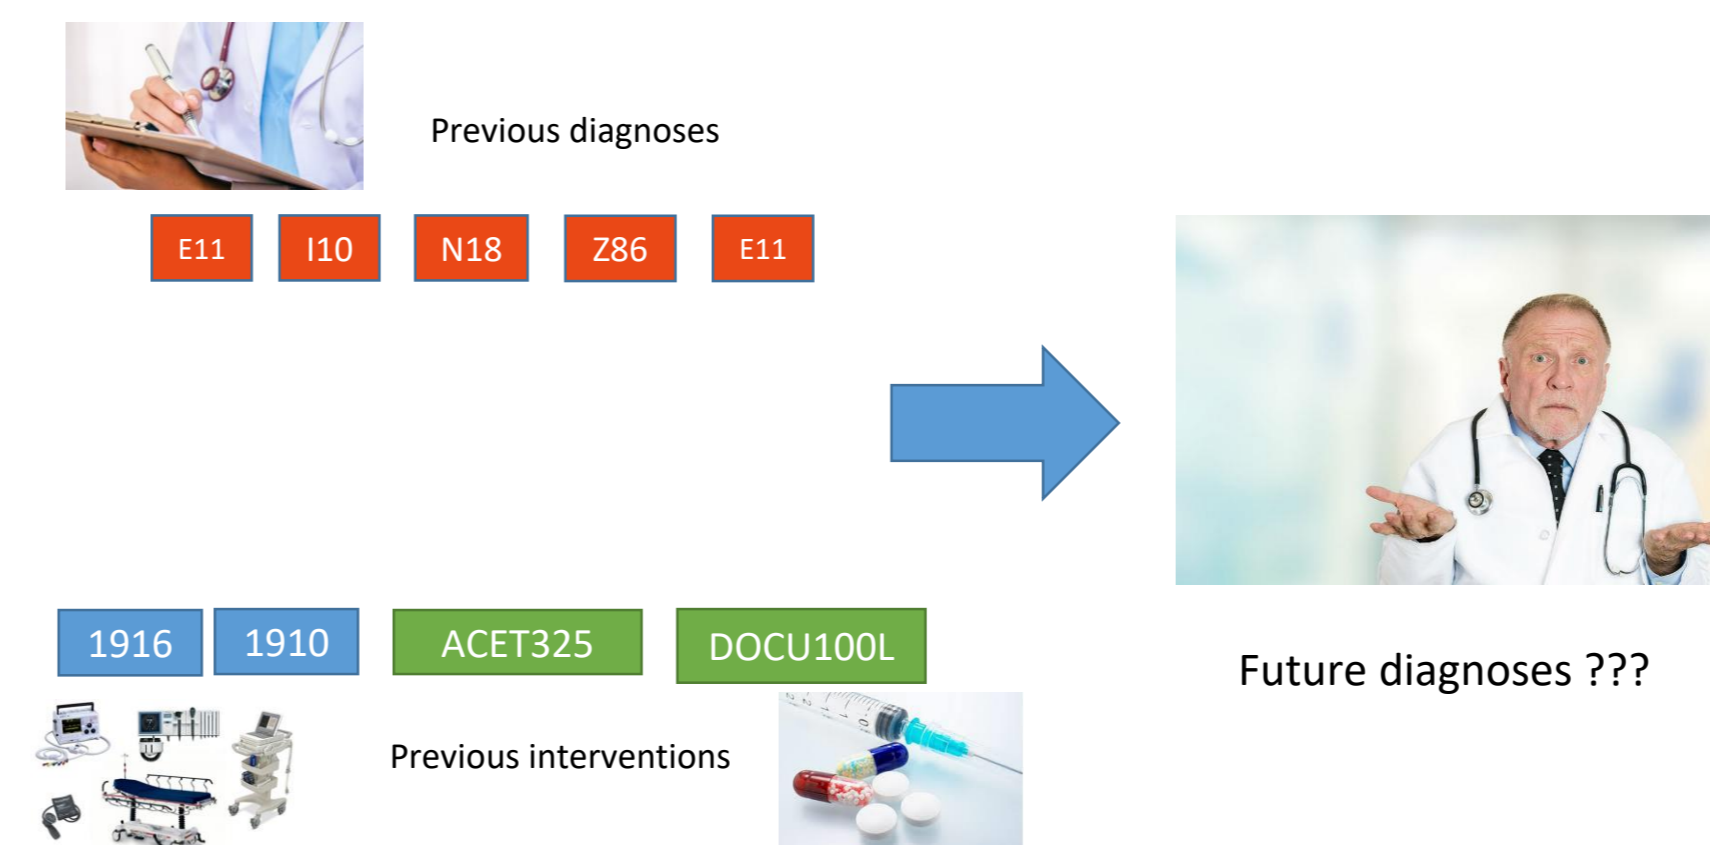 Previous diagnoses
E11 I10 N18 Z86 E11
1916 1910 ACET325 DOCU100L
Previous interventions
Future diagnoses ???